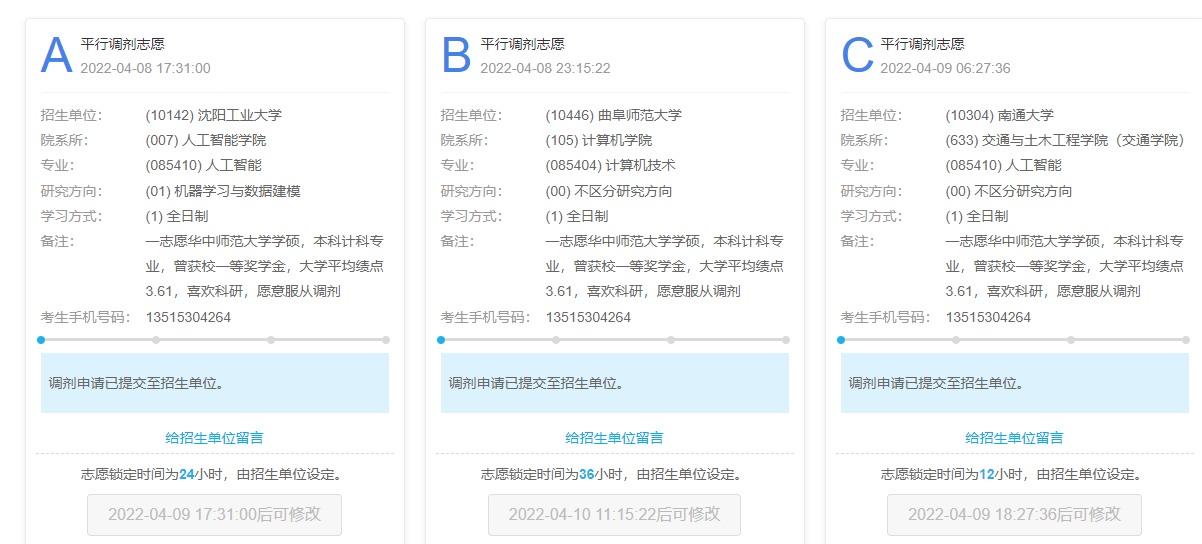 A 平行调剂志愿
2022-04-08 17:31:00
招生单位: (10142) 沈阳工业大学
院系所: (007) 人工智能学院
专业: (085410) 人工智能
研究方向: (01) 机器学习与数据建模
学习方式: (1) 全日制
备注: 一志愿华中师范大学学硕，本科计科专
业，曾获校一等奖学金，大学平均绩点
3.61，喜欢科研，愿意服从调剂
考生手机号码: 13515304264
调剂申请已提交至招生单位。
给招生单位留言
志愿锁定时间为24小时，由招生单位设定。
2022-04-09 17:31:00后可修改
B 平行调剂志愿
2022-04-08 23:15:22
招生单位: (10446) 曲阜师范大学
院系所: (105) 计算机学院
专业: (085404) 计算机技术
研究方向: (00) 不区分研究方向
学习方式: (1) 全日制
备注: 一志愿华中师范大学学硕，本科计科专
业，曾获校一等奖学金，大学平均绩点
3.61，喜欢科研，愿意服从调剂
考生手机号码: 13515304264
调剂申请已提交至招生单位。
给招生单位留言
志愿锁定时间为36小时，由招生单位设定。
2022-04-10 11:15:22后可修改
C 平行调剂志愿
2022-04-09 06:27:36
招生单位: (10304) 南通大学
院系所: (633) 交通与土木工程学院（交通学院）
专业: (085410) 人工智能
研究方向: (00) 不区分研究方向
学习方式: (1) 全日制
备注: 一志愿华中师范大学学硕，本科计科专
业，曾获校一等奖学金，大学平均绩点
3.61，喜欢科研，愿意服从调剂
考生手机号码: 13515304264
调剂申请已提交至招生单位。
给招生单位留言
志愿锁定时间为12小时，由招生单位设定。
2022-04-09 18:27:36后可修改